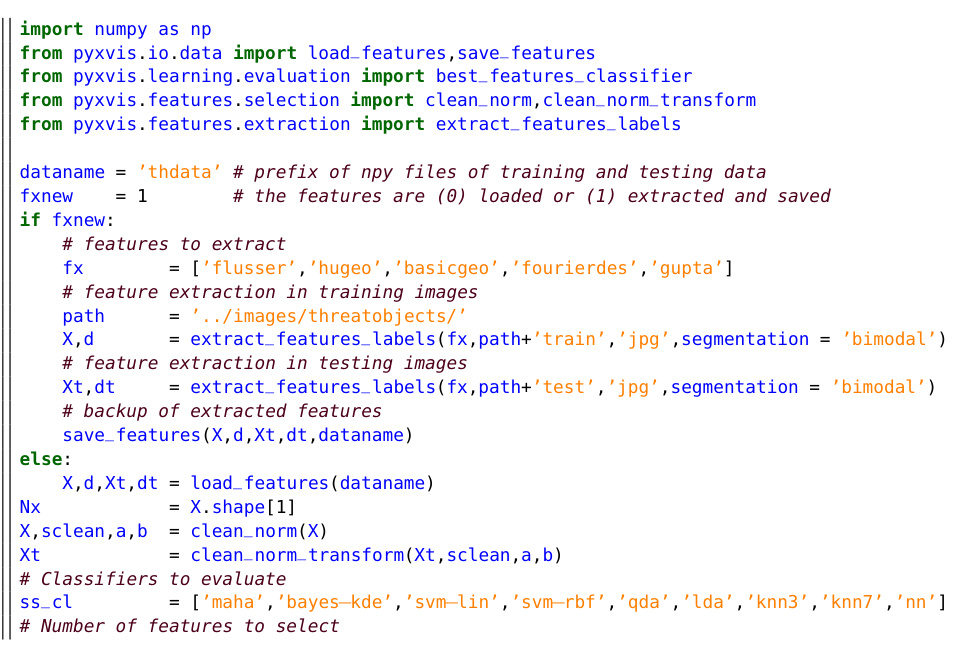 import numpy as np
from pyxvis.io.data import load_features,save_features
from pyxvis.learning.evaluation import best_features_classifier
from pyxvis.features.selection import clean_norm,clean_norm_transform
from pyxvis.features.extraction import extract_features_labels
dataname = ’thdata’ # prefix of npy files of training and testing data
fxnew    = 1        # the features are (0) loaded or (1) extracted and saved
if fxnew:
    # features to extract
    fx        = [’flusser’,’hugeo’,’basicgeo’,’fourierdes’,’gupta’]
    # feature extraction in training images
    path      = ’../images/threatobjects/’
    X,d       = extract_features_labels(fx,path+’train’,’jpg’,segmentation = ’bimodal’)
    # feature extraction in testing images
    Xt,dt     = extract_features_labels(fx,path+’test’,’jpg’,segmentation = ’bimodal’)
    # backup of extracted features
    save_features(X,d,Xt,dt,dataname)
else:
    X,d,Xt,dt = load_features(dataname)
Nx            = X.shape[1]
X,sclean,a,b  = clean_norm(X)
Xt            = clean_norm_transform(Xt,sclean,a,b)
# Classifiers to evaluate
ss_cl         = [’maha’,’bayes−kde’,’svm−lin’,’svm−rbf’,’qda’,’lda’,’knn3’,’knn7’,’nn’]
# Number of features to select